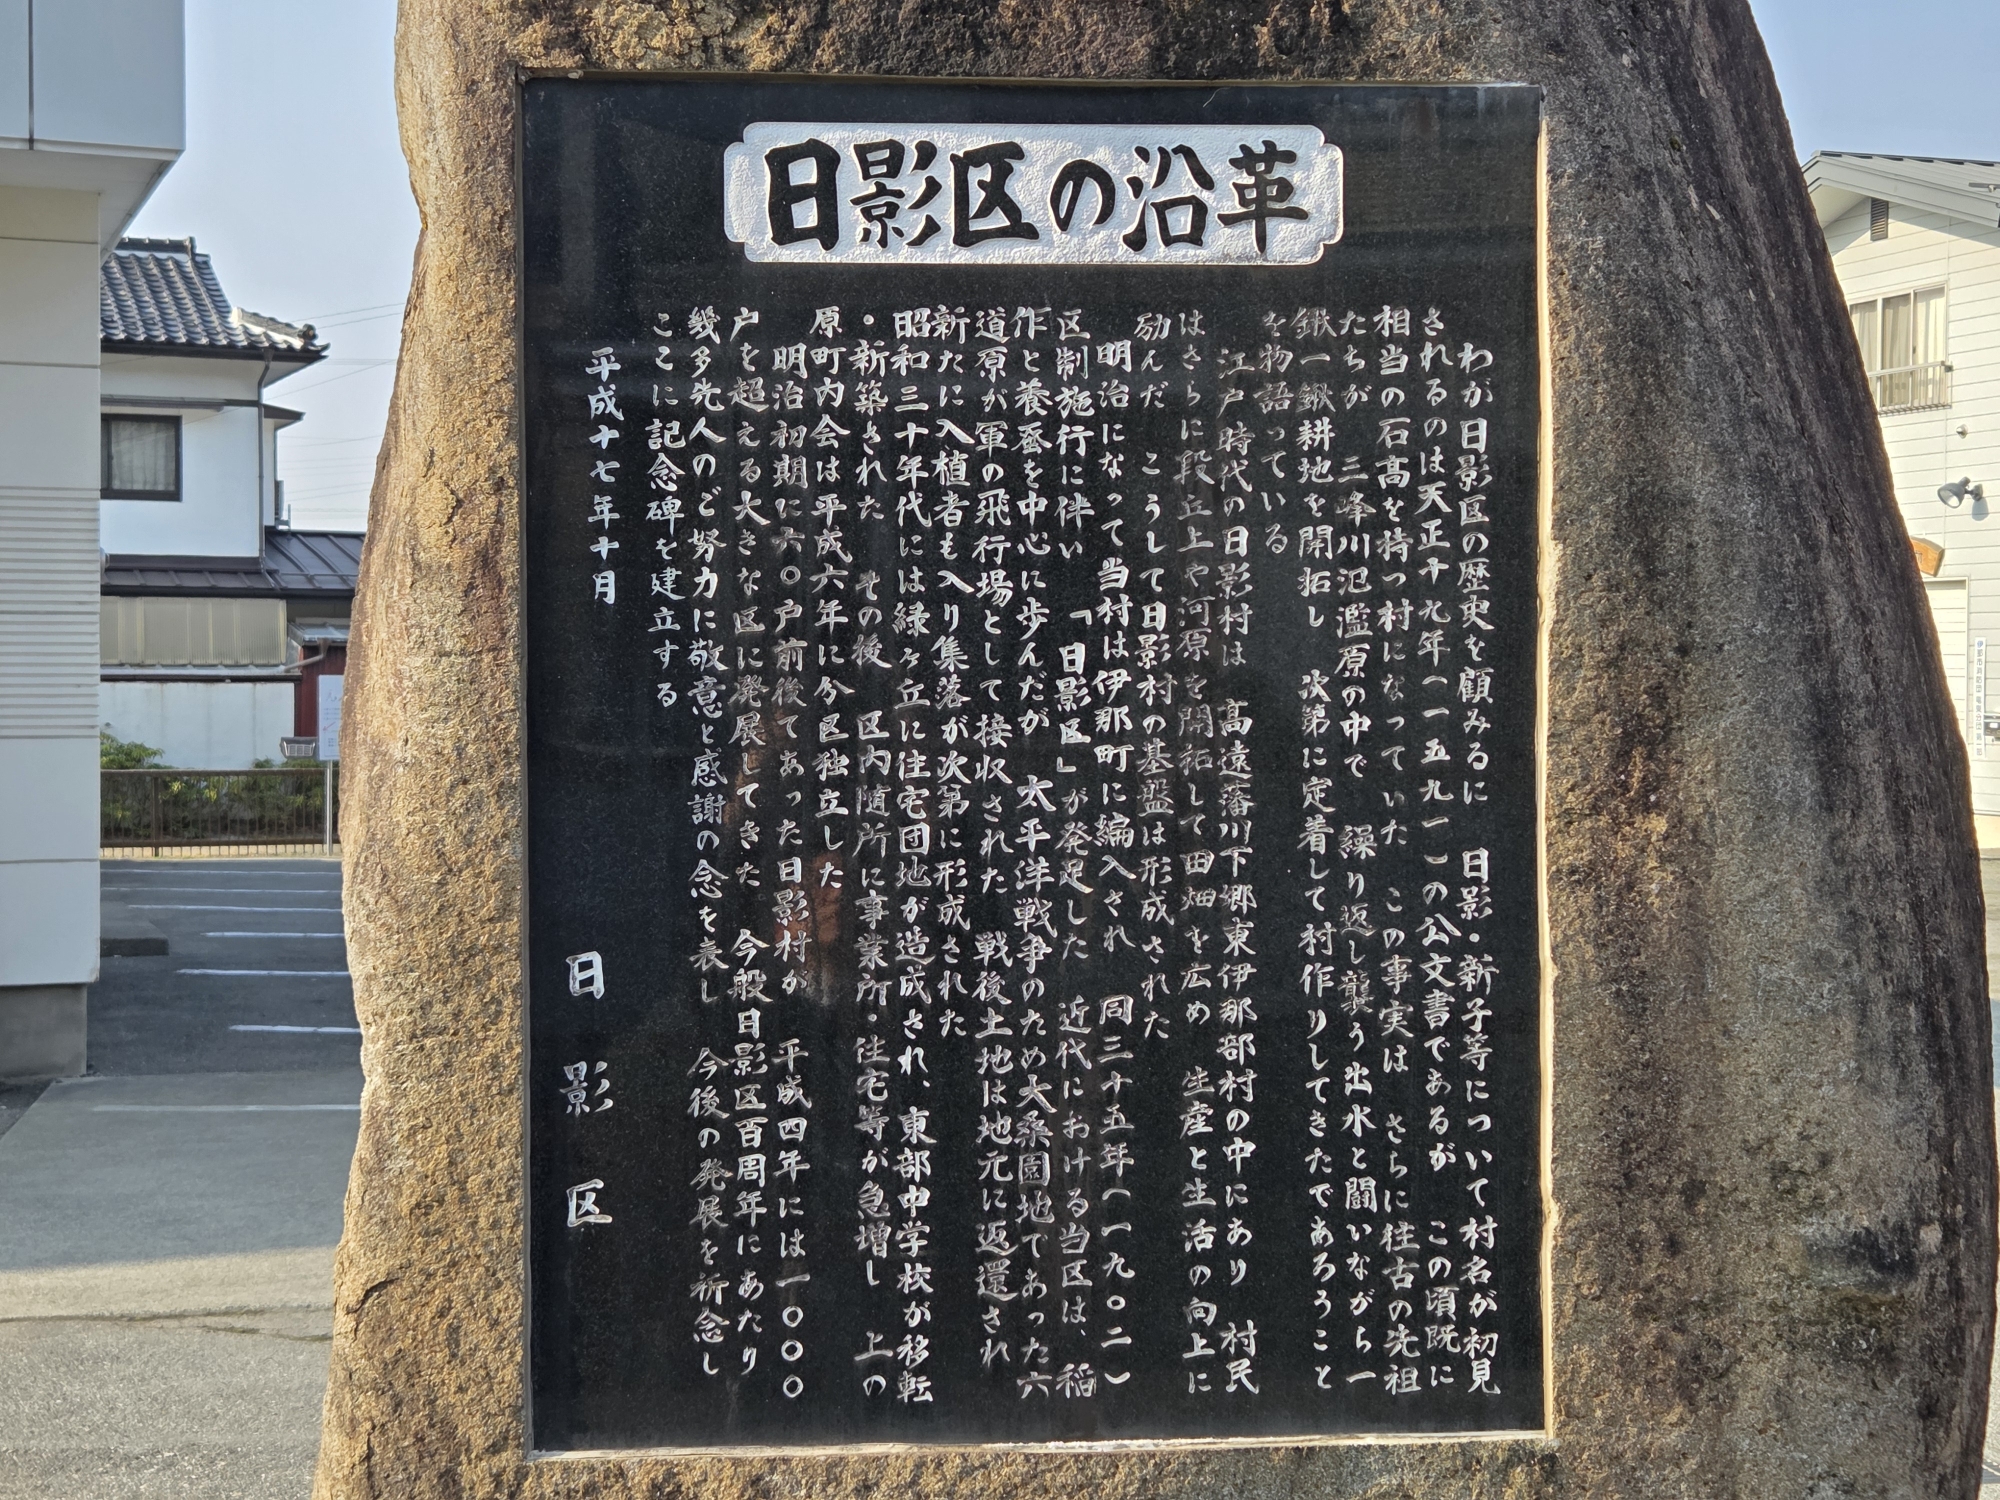 日影区の沿革
わが日影区の歴史を顧みるに　日影・新子等について村名が初見
されるのは天正十九年(一五九一)の公文書であるが　この頃既に
相当の石高を持つ村になっていた　この事実は　さらに往古の先祖
たちが　三峰川氾濫原の中で　繰り返し襲う出水と闘いながら一
鍬一鍬耕地を開拓し　次第に定着して村作りしてきたであろうこと
を物語っている
江戸時代の日影村は　高遠藩川下郷東伊那部村の中にあり　村民
はさらに段丘上や河原を開拓して田畑を広め　生産と生活の向上に
励んだ　こうして日影村の基盤は形成された
明治になって当村は伊那町に編入され　同三十五年(一九〇二)
区制施行に伴い　「日影区」が発足した　近代における当区は、稲
作と養蚕を中心に歩んだが　太平洋戦争のため大桑園地であった六
道原が軍の飛行場として接収された　戦後土地は地元に返還され
新たに入植者も入り集落が次第に形成された
昭和三十年代には緑ヶ丘に住宅団地が造成され、東部中学校が移転
・新築された　その後　区内随所に事業所・住宅等が急増し　上の
原町内会は平成六年に分区独立した
明治初期に六〇戸前後であった日影村が　平成四年には一〇〇〇
戸を超える大きな区に発展してきた　今般日影区百周年にあたり
幾多先人のご努力に敬意と感謝の念を表し　今後の発展を祈念し
ここに記念碑を建立する
平成十七年十月
日影区
伊那市消防団 竜東分団 第一部